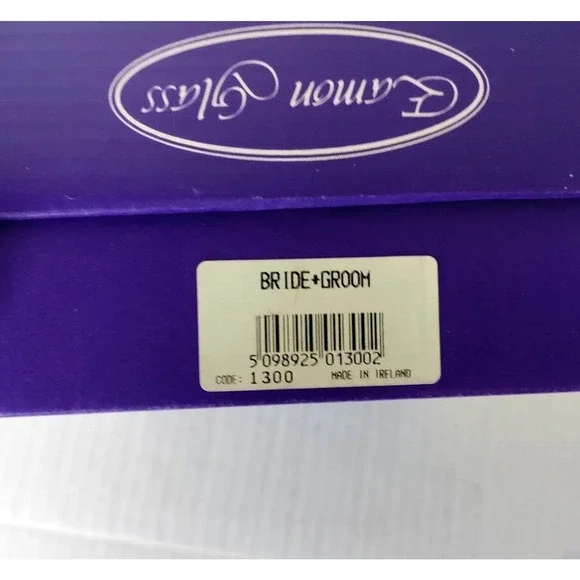 Eamon Glass
BRIDE+GROOM
5 098925 013002
CODE: 1300 MADE IN IRELAND